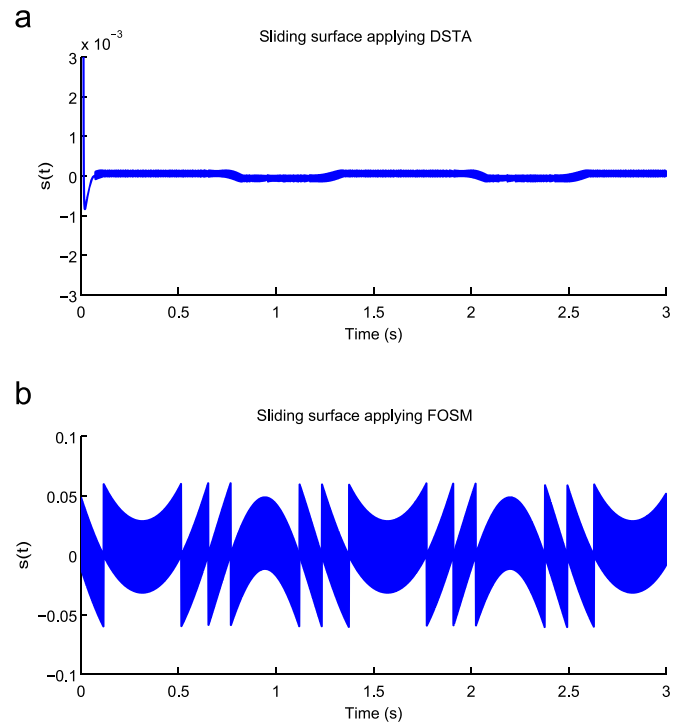 a
Sliding surface applying DSTA
x 10⁻³
3
2
1
0
−1
−2
−3
s(t)
0
0.5
1
1.5
2
2.5
3
Time (s)
b
Sliding surface applying FOSM
0.1
0.05
0
−0.05
−0.1
s(t)
0
0.5
1
1.5
2
2.5
3
Time (s)